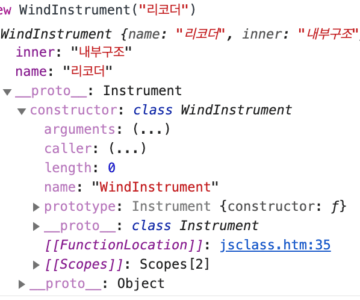 ew WindInstrument("리코더")
WindInstrument {name: "리코더", inner: "내부구조"
inner: "내부구조"
name: "리코더"
▼__proto__: Instrument
▼constructor: class WindInstrument
arguments: (...)
caller: (...)
length: 0
name: "WindInstrument"
▶prototype: Instrument {constructor: ƒ}
▶__proto__: class Instrument
[[FunctionLocation]]: jsclass.htm:35
▶[[Scopes]]: Scopes[2]
▶__proto__: Object